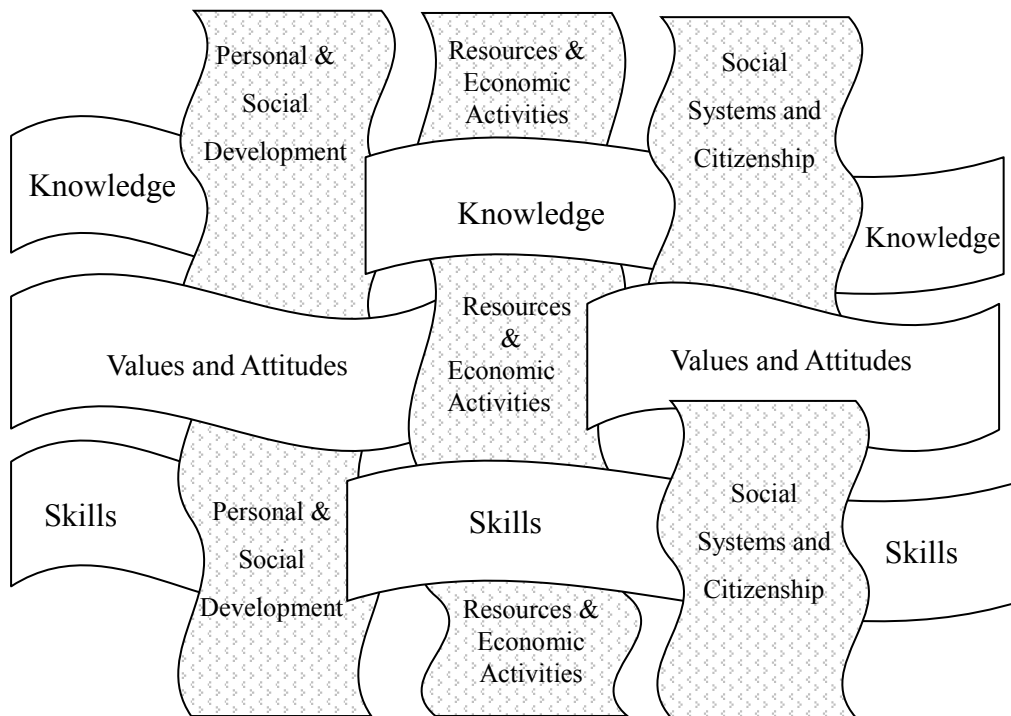 Personal &
Social
Development
Resources &
Economic
Activities
Social
Systems and
Citizenship
Knowledge
Knowledge
Knowledge
Values and Attitudes
Resources
&
Economic
Activities
Values and Attitudes
Skills
Personal &
Social
Development
Skills
Social
Systems and
Citizenship
Skills
Resources &
Economic
Activities